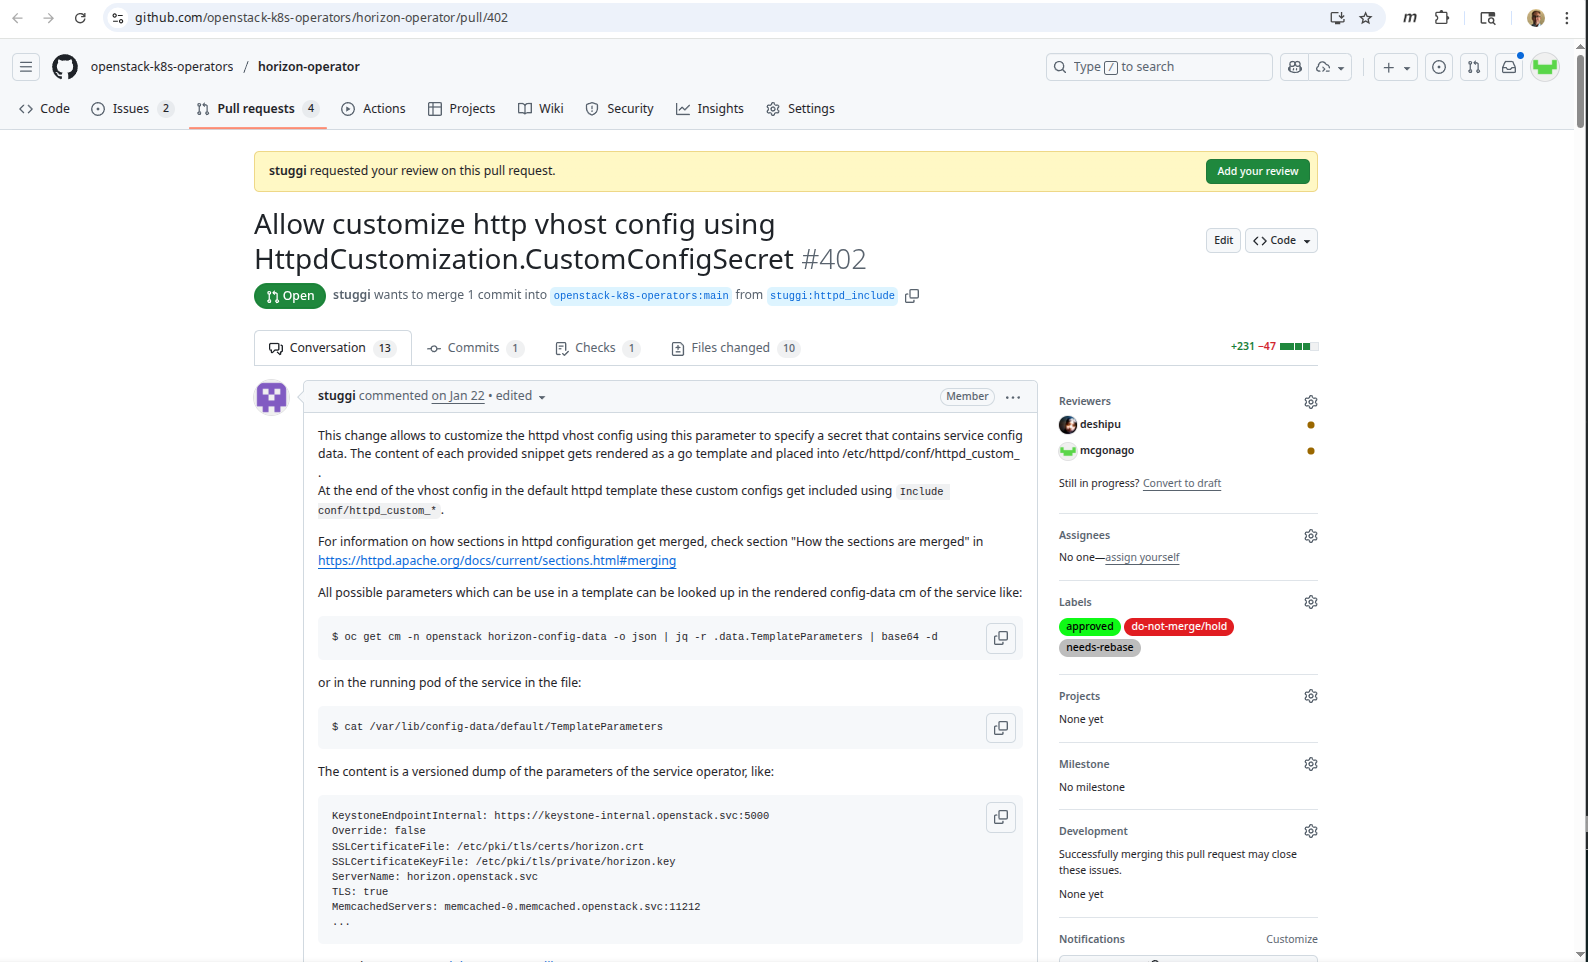 github.com/openstack-k8s-operators/horizon-operator/pull/402
openstack-k8s-operators / horizon-operator
Type / to search
Code
Issues 2
Pull requests 4
Actions
Projects
Wiki
Security
Insights
Settings
stuggi requested your review on this pull request.
Add your review
Allow customize http vhost config using
HttpdCustomization.CustomConfigSecret #402
Edit
<> Code
Open
stuggi wants to merge 1 commit into openstack-k8s-operators:main from stuggi:httpd_include
Conversation 13
Commits 1
Checks 1
Files changed 10
+231 −47
stuggi commented on Jan 22 • edited
Member
This change allows to customize the httpd vhost config using this parameter to specify a secret that contains service config
data. The content of each provided snippet gets rendered as a go template and placed into /etc/httpd/conf/httpd_custom_
.
At the end of the vhost config in the default httpd template these custom configs get included using Include
conf/httpd_custom_*.
For information on how sections in httpd configuration get merged, check section "How the sections are merged" in
https://httpd.apache.org/docs/current/sections.html#merging
All possible parameters which can be use in a template can be looked up in the rendered config-data cm of the service like:
$ oc get cm -n openstack horizon-config-data -o json | jq -r .data.TemplateParameters | base64 -d
or in the running pod of the service in the file:
$ cat /var/lib/config-data/default/TemplateParameters
The content is a versioned dump of the parameters of the service operator, like:
KeystoneEndpointInternal: https://keystone-internal.openstack.svc:5000
Override: false
SSLCertificateFile: /etc/pki/tls/certs/horizon.crt
SSLCertificateKeyFile: /etc/pki/tls/private/horizon.key
ServerName: horizon.openstack.svc
TLS: true
MemcachedServers: memcached-0.memcached.openstack.svc:11212
...
Reviewers
deshipu
mcgonago
Still in progress? Convert to draft
Assignees
No one—assign yourself
Labels
approved
do-not-merge/hold
needs-rebase
Projects
None yet
Milestone
No milestone
Development
Successfully merging this pull request may close
these issues.
None yet
Notifications
Customize